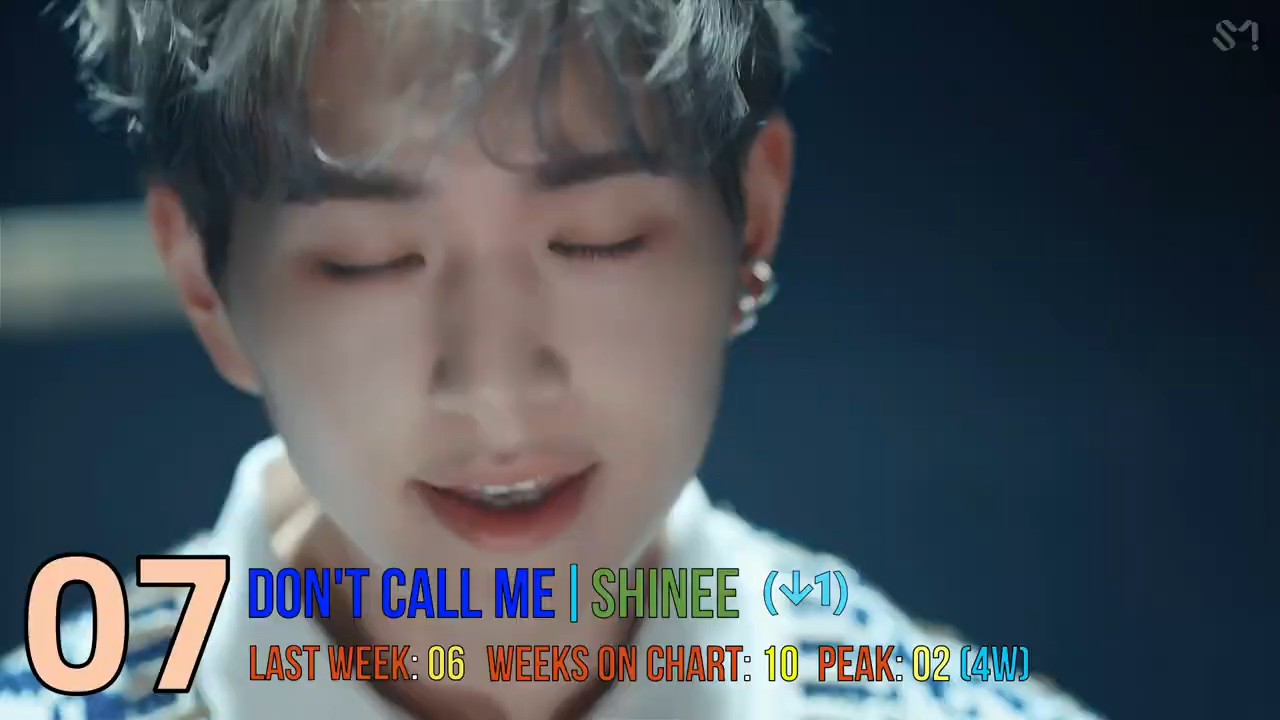 SM
07
DON'T CALL ME | SHINEE (↓1)
LAST WEEK: 06 WEEKS ON CHART: 10 PEAK: 02 (4W)